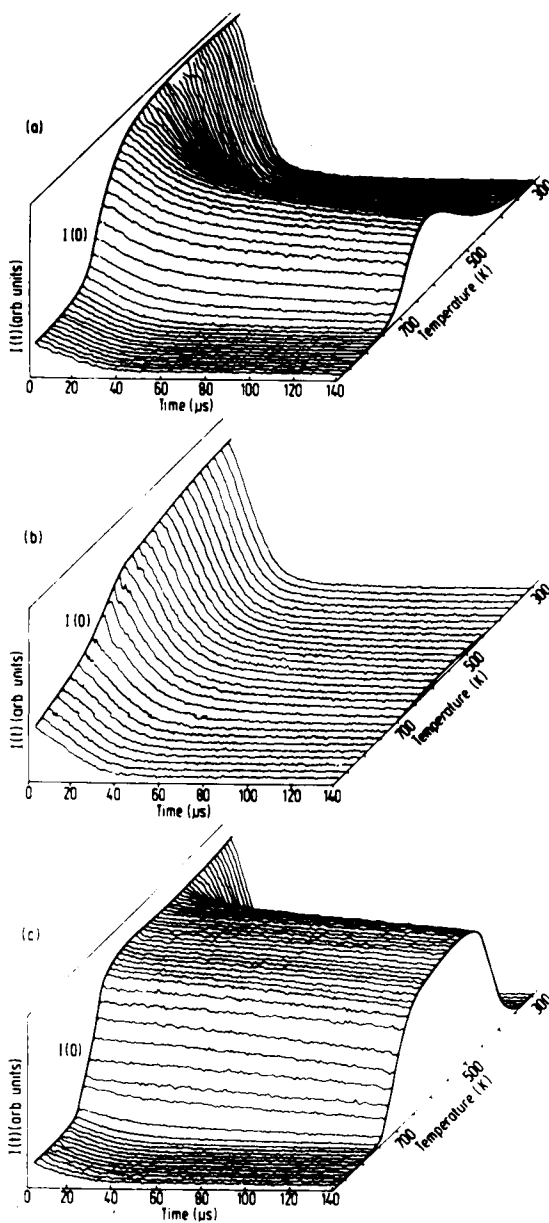 (a)
I(0)
I(t)(arb units)
0 20 40 60 80 100 120 140
Time (µs)
300
500
700
Temperature (K)
(b)
I(0)
I(t)(arb units)
0 20 40 60 80 100 120 140
Time (µs)
300
500
700
Temperature (K)
(c)
I(0)
I(t)(arb units)
0 20 40 60 80 100 120 140
Time (µs)
300
500
700
Temperature (K)